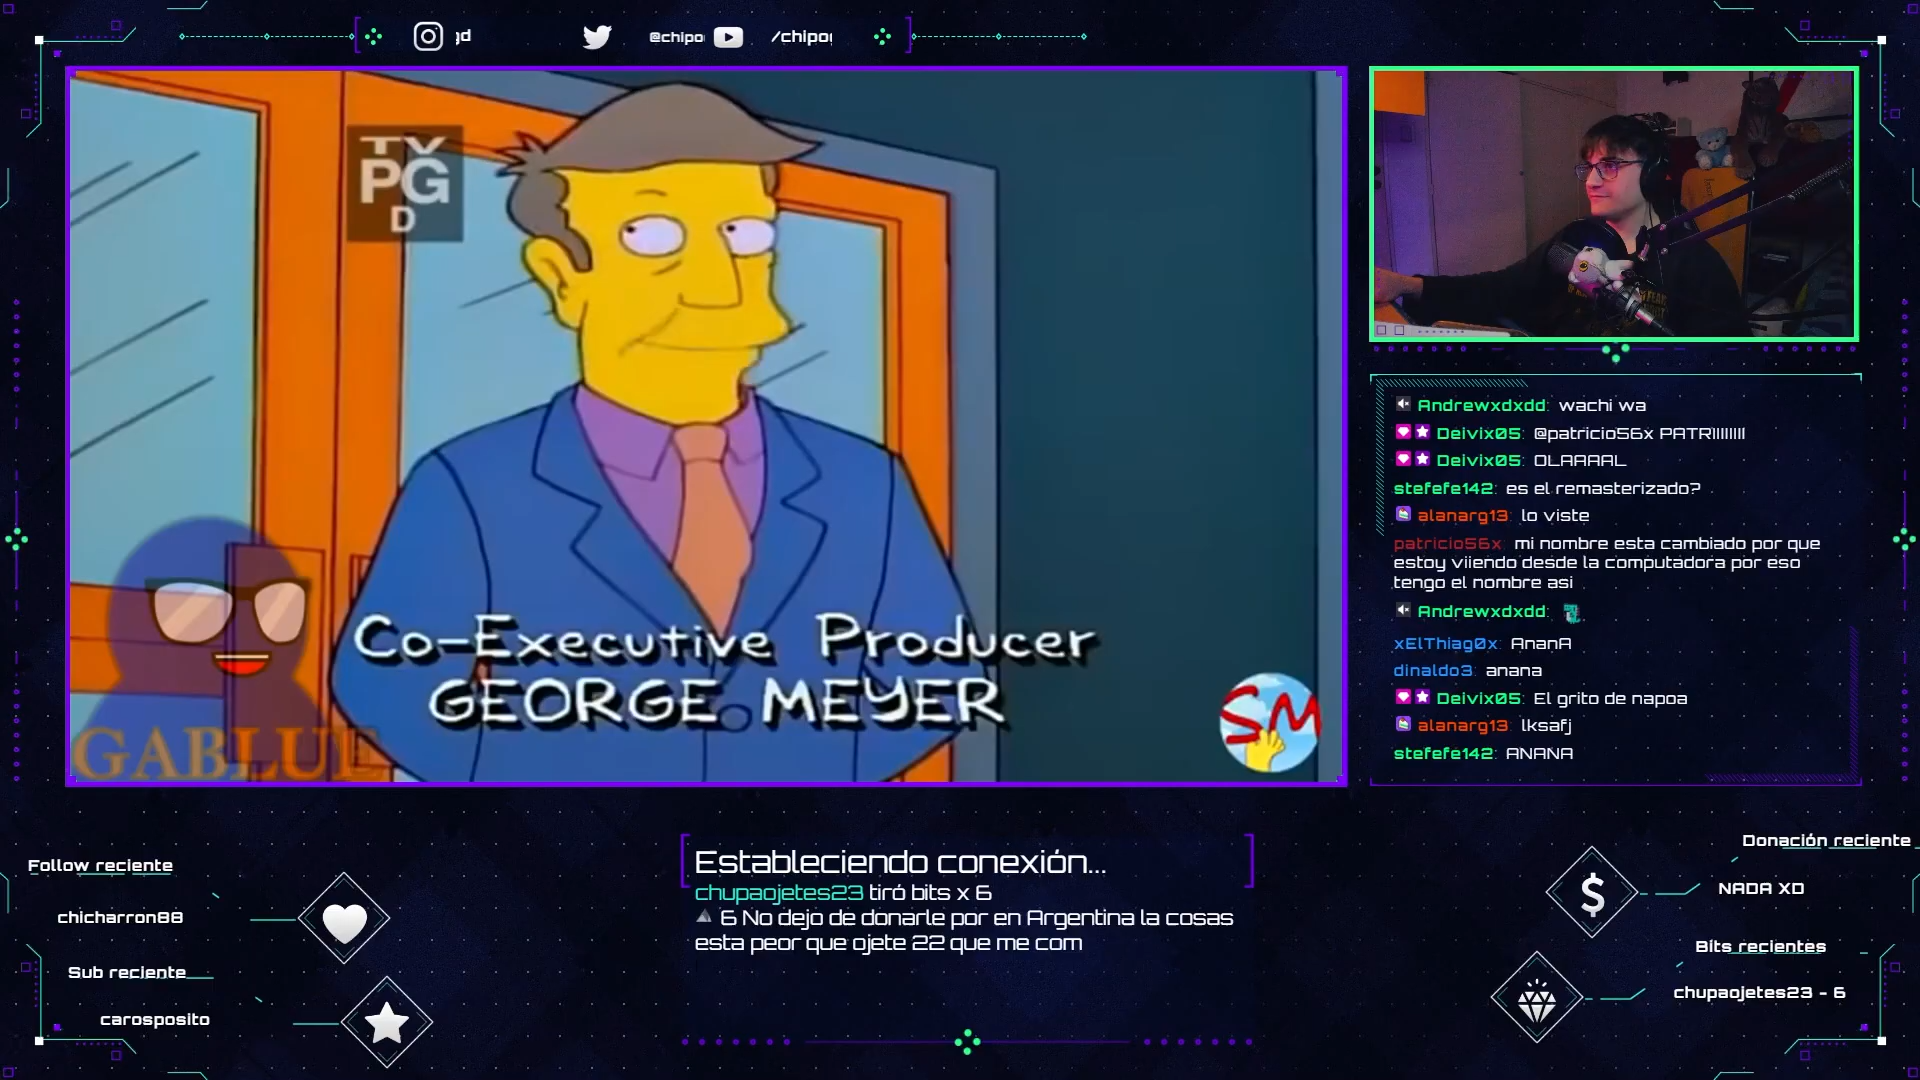 @chipo
/chipo
TV
PG
D
Co-Executive Producer
GEORGE MEYER
GABLUE
SM
Andrewxdxdd: wachi wa
Deivix05: @patricio56x PATRIIIIIIII
Deivix05: OLAAAAL
stefefe142: es el remasterizado?
alanarg13: lo viste
patricio56x: mi nombre esta cambiado por que
estoy viiendo desde la computadora por eso
tengo el nombre asi
Andrewxdxdd:
xElThiag0x: AnanA
dinaldo3: anana
Deivix05: El grito de napoa
alanarg13: lksafj
stefefe142: ANANA
Follow reciente
chicharron88
Sub reciente
carosposito
Estableciendo conexión...
chupaojetes23 tiró bits x 6
6 No dejo de donarle por en Argentina la cosas
esta peor que ojete 22 que me com
Donación reciente
NADA XD
Bits recientes
chupaojetes23 - 6